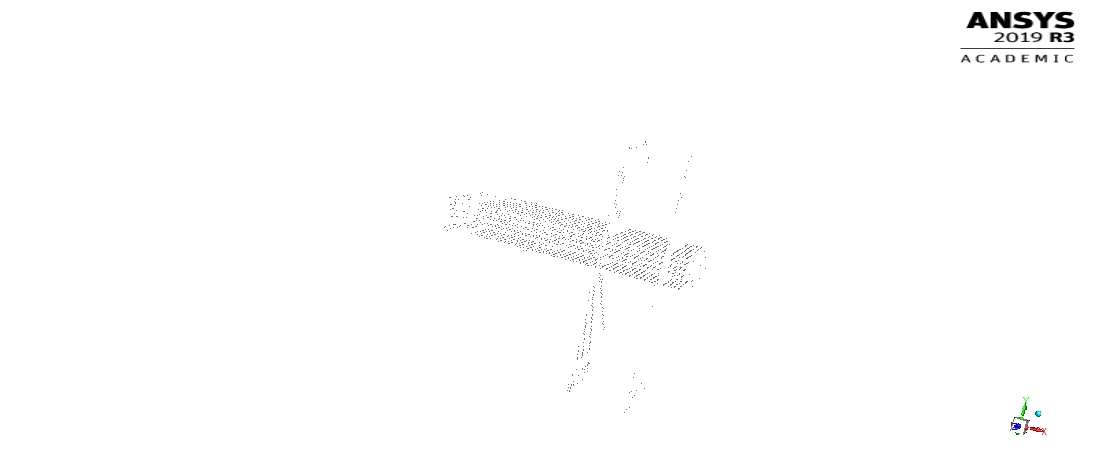 ANSYS
2019 R3
ACADEMIC
Y
X